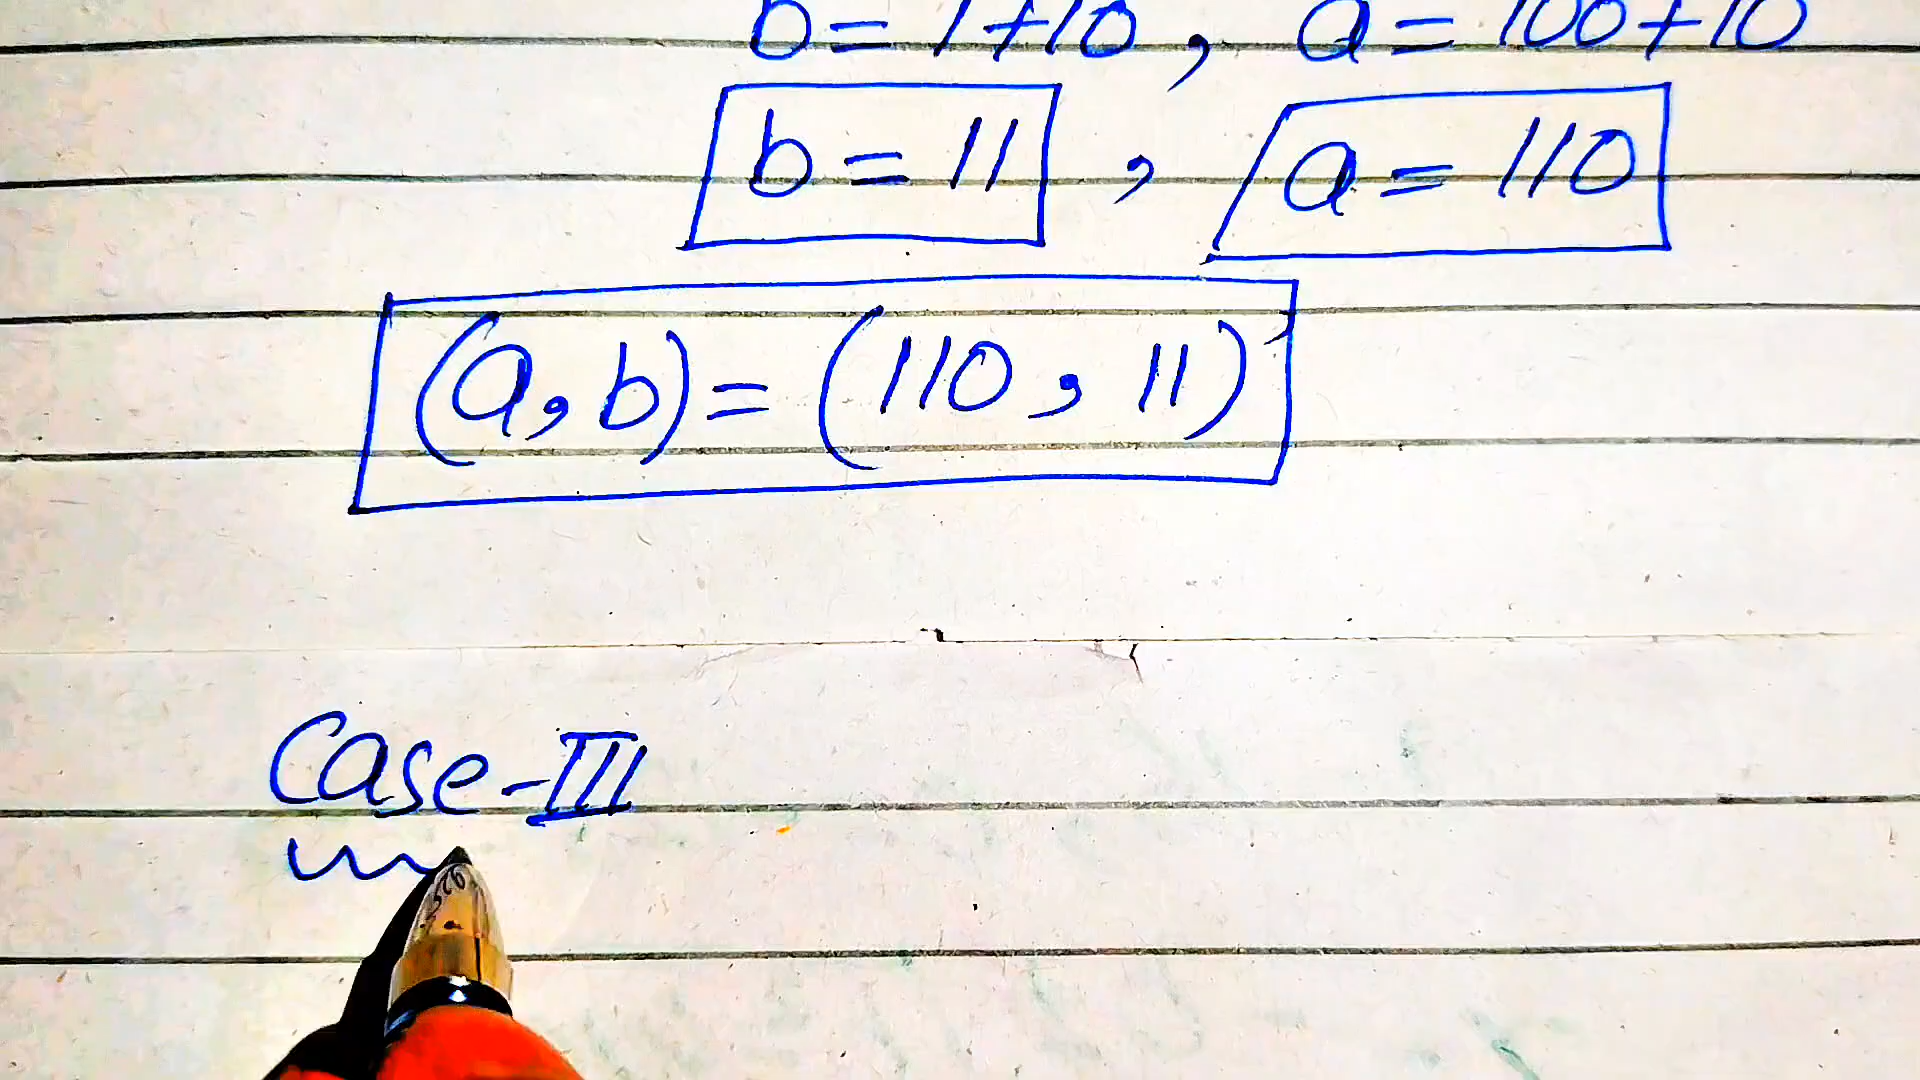 b = 1+10 , a = 100+10
b = 11 , a = 110
(a, b) = (110, 11)
Case-III